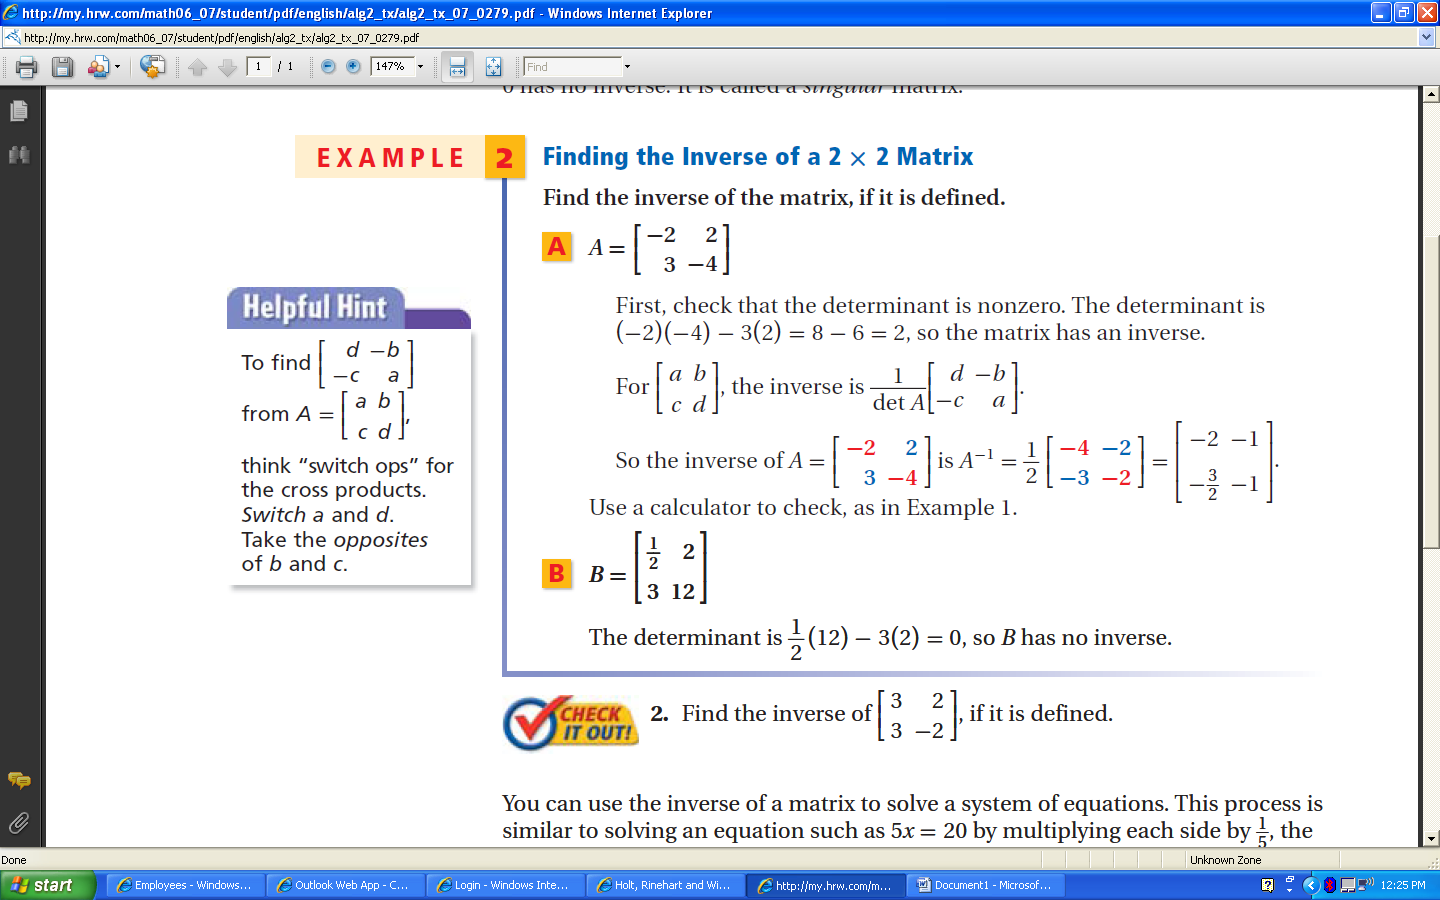 http://my.hrw.com/math06_07/student/pdf/english/alg2_tx/alg2_tx_07_0279.pdf - Windows Internet Explorer
http://my.hrw.com/math06_07/student/pdf/english/alg2_tx/alg2_tx_07_0279.pdf
1 / 1 147% Find
0 has no inverse. It is called a singular matrix.
EXAMPLE 2 Finding the Inverse of a 2 × 2 Matrix
Find the inverse of the matrix, if it is defined.
A A = [−2 2
3 −4]
First, check that the determinant is nonzero. The determinant is
(−2)(−4) − 3(2) = 8 − 6 = 2, so the matrix has an inverse.
For [a b
c d], the inverse is 1/det A [d −b
−c a].
So the inverse of A = [−2 2
3 −4] is A⁻¹ = 1/2 [−4 −2
−3 −2] = [−2 −1
−3/2 −1].
Use a calculator to check, as in Example 1.
B B = [1/2 2
3 12]
The determinant is 1/2 (12) − 3(2) = 0, so B has no inverse.
Helpful Hint
To find [d −b
−c a]
from A = [a b
c d],
think “switch ops” for
the cross products.
Switch a and d.
Take the opposites
of b and c.
CHECK
IT OUT!
2. Find the inverse of [3 2
3 −2], if it is defined.
You can use the inverse of a matrix to solve a system of equations. This process is
similar to solving an equation such as 5x = 20 by multiplying each side by 1/5, the
Done Unknown Zone
start Employees - Windows... Outlook Web App - C... Login - Windows Inte... Holt, Rinehart and Wi... http://my.hrw.com/m... Document1 - Microsof... 12:25 PM